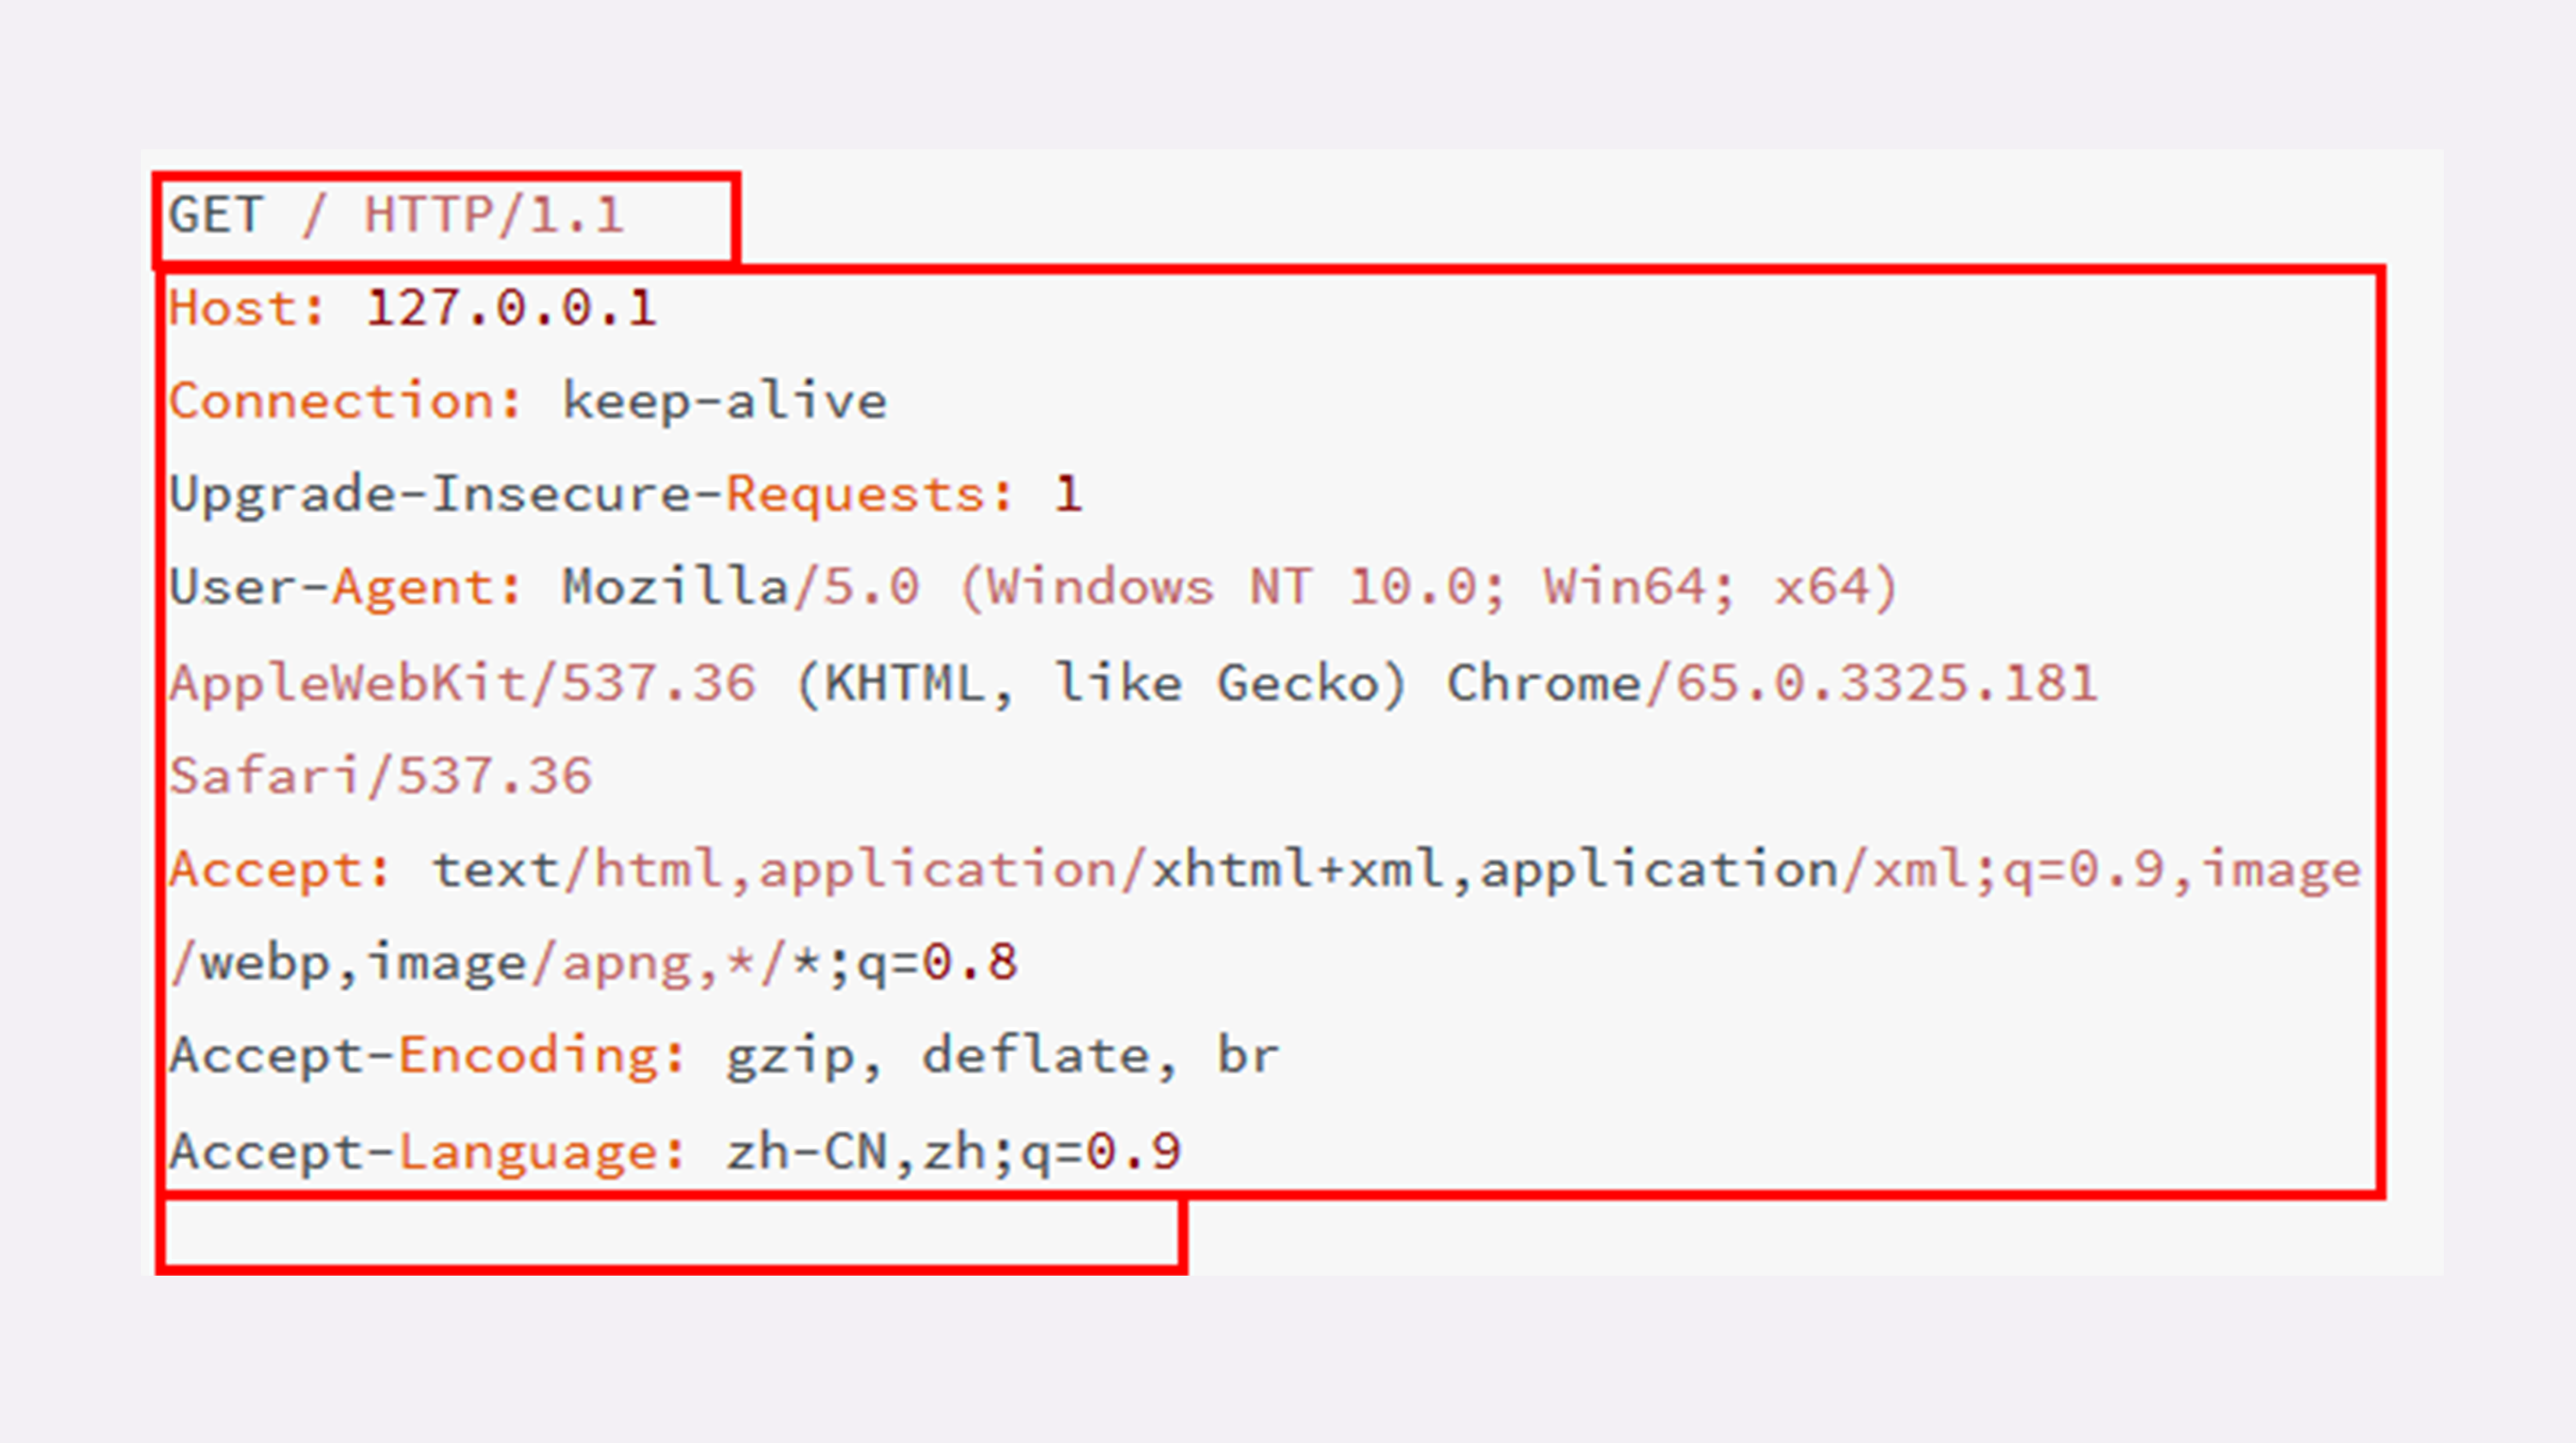 GET / HTTP/1.1
Host: 127.0.0.1
Connection: keep-alive
Upgrade-Insecure-Requests: 1
User-Agent: Mozilla/5.0 (Windows NT 10.0; Win64; x64)
AppleWebKit/537.36 (KHTML, like Gecko) Chrome/65.0.3325.181
Safari/537.36
Accept: text/html,application/xhtml+xml,application/xml;q=0.9,image
/webp,image/apng,*/*;q=0.8
Accept-Encoding: gzip, deflate, br
Accept-Language: zh-CN,zh;q=0.9